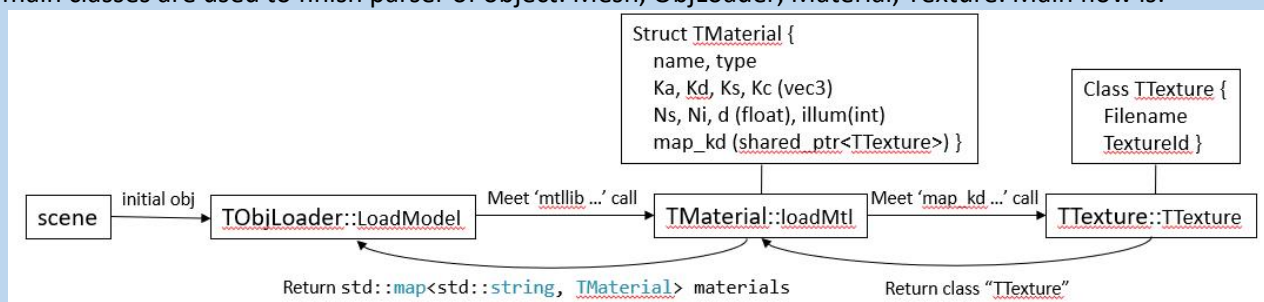 main classes are used to finish parser of object: Mesh, ObjLoader, Material, Texture. Main flow is:
Struct TMaterial {
name, type
Ka, Kd, Ks, Kc (vec3)
Ns, Ni, d (float), illum(int)
map_kd (shared_ptr<TTexture>) }
Class TTexture {
Filename
TextureId }
scene
initial obj
TObjLoader::LoadModel
Meet ‘mtllib ...’ call
TMaterial::loadMtl
Meet ‘map_kd ...’ call
TTexture::TTexture
Return std::map<std::string, TMaterial> materials
Return class “TTexture”